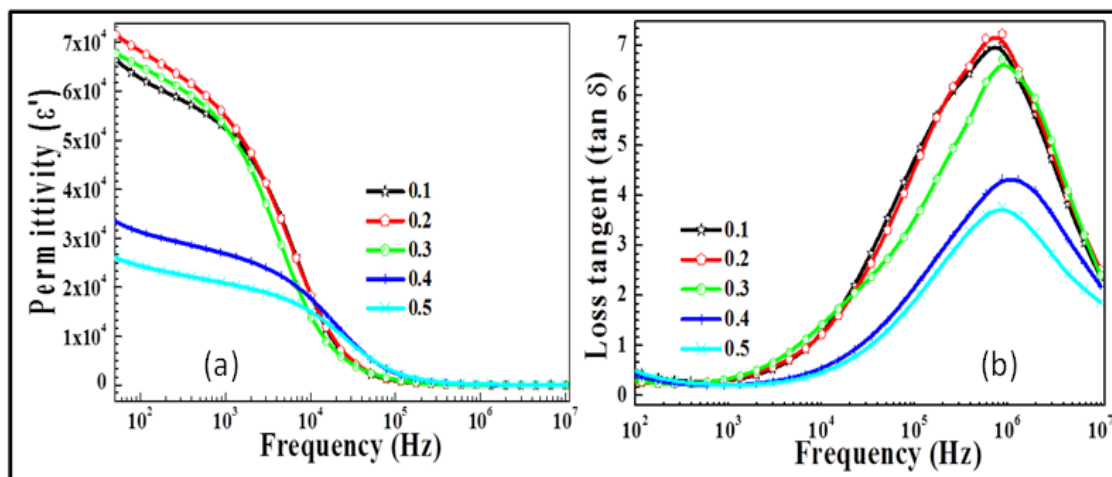 7x10⁴
6x10⁴
5x10⁴
4x10⁴
3x10⁴
2x10⁴
1x10⁴
0
Permittivity (ε')
0.1
0.2
0.3
0.4
0.5
(a)
10² 10³ 10⁴ 10⁵ 10⁶ 10⁷
Frequency (Hz)
7
6
5
4
3
2
1
0
Loss tangent (tan δ)
0.1
0.2
0.3
0.4
0.5
(b)
10² 10³ 10⁴ 10⁵ 10⁶ 10⁷
Frequency (Hz)